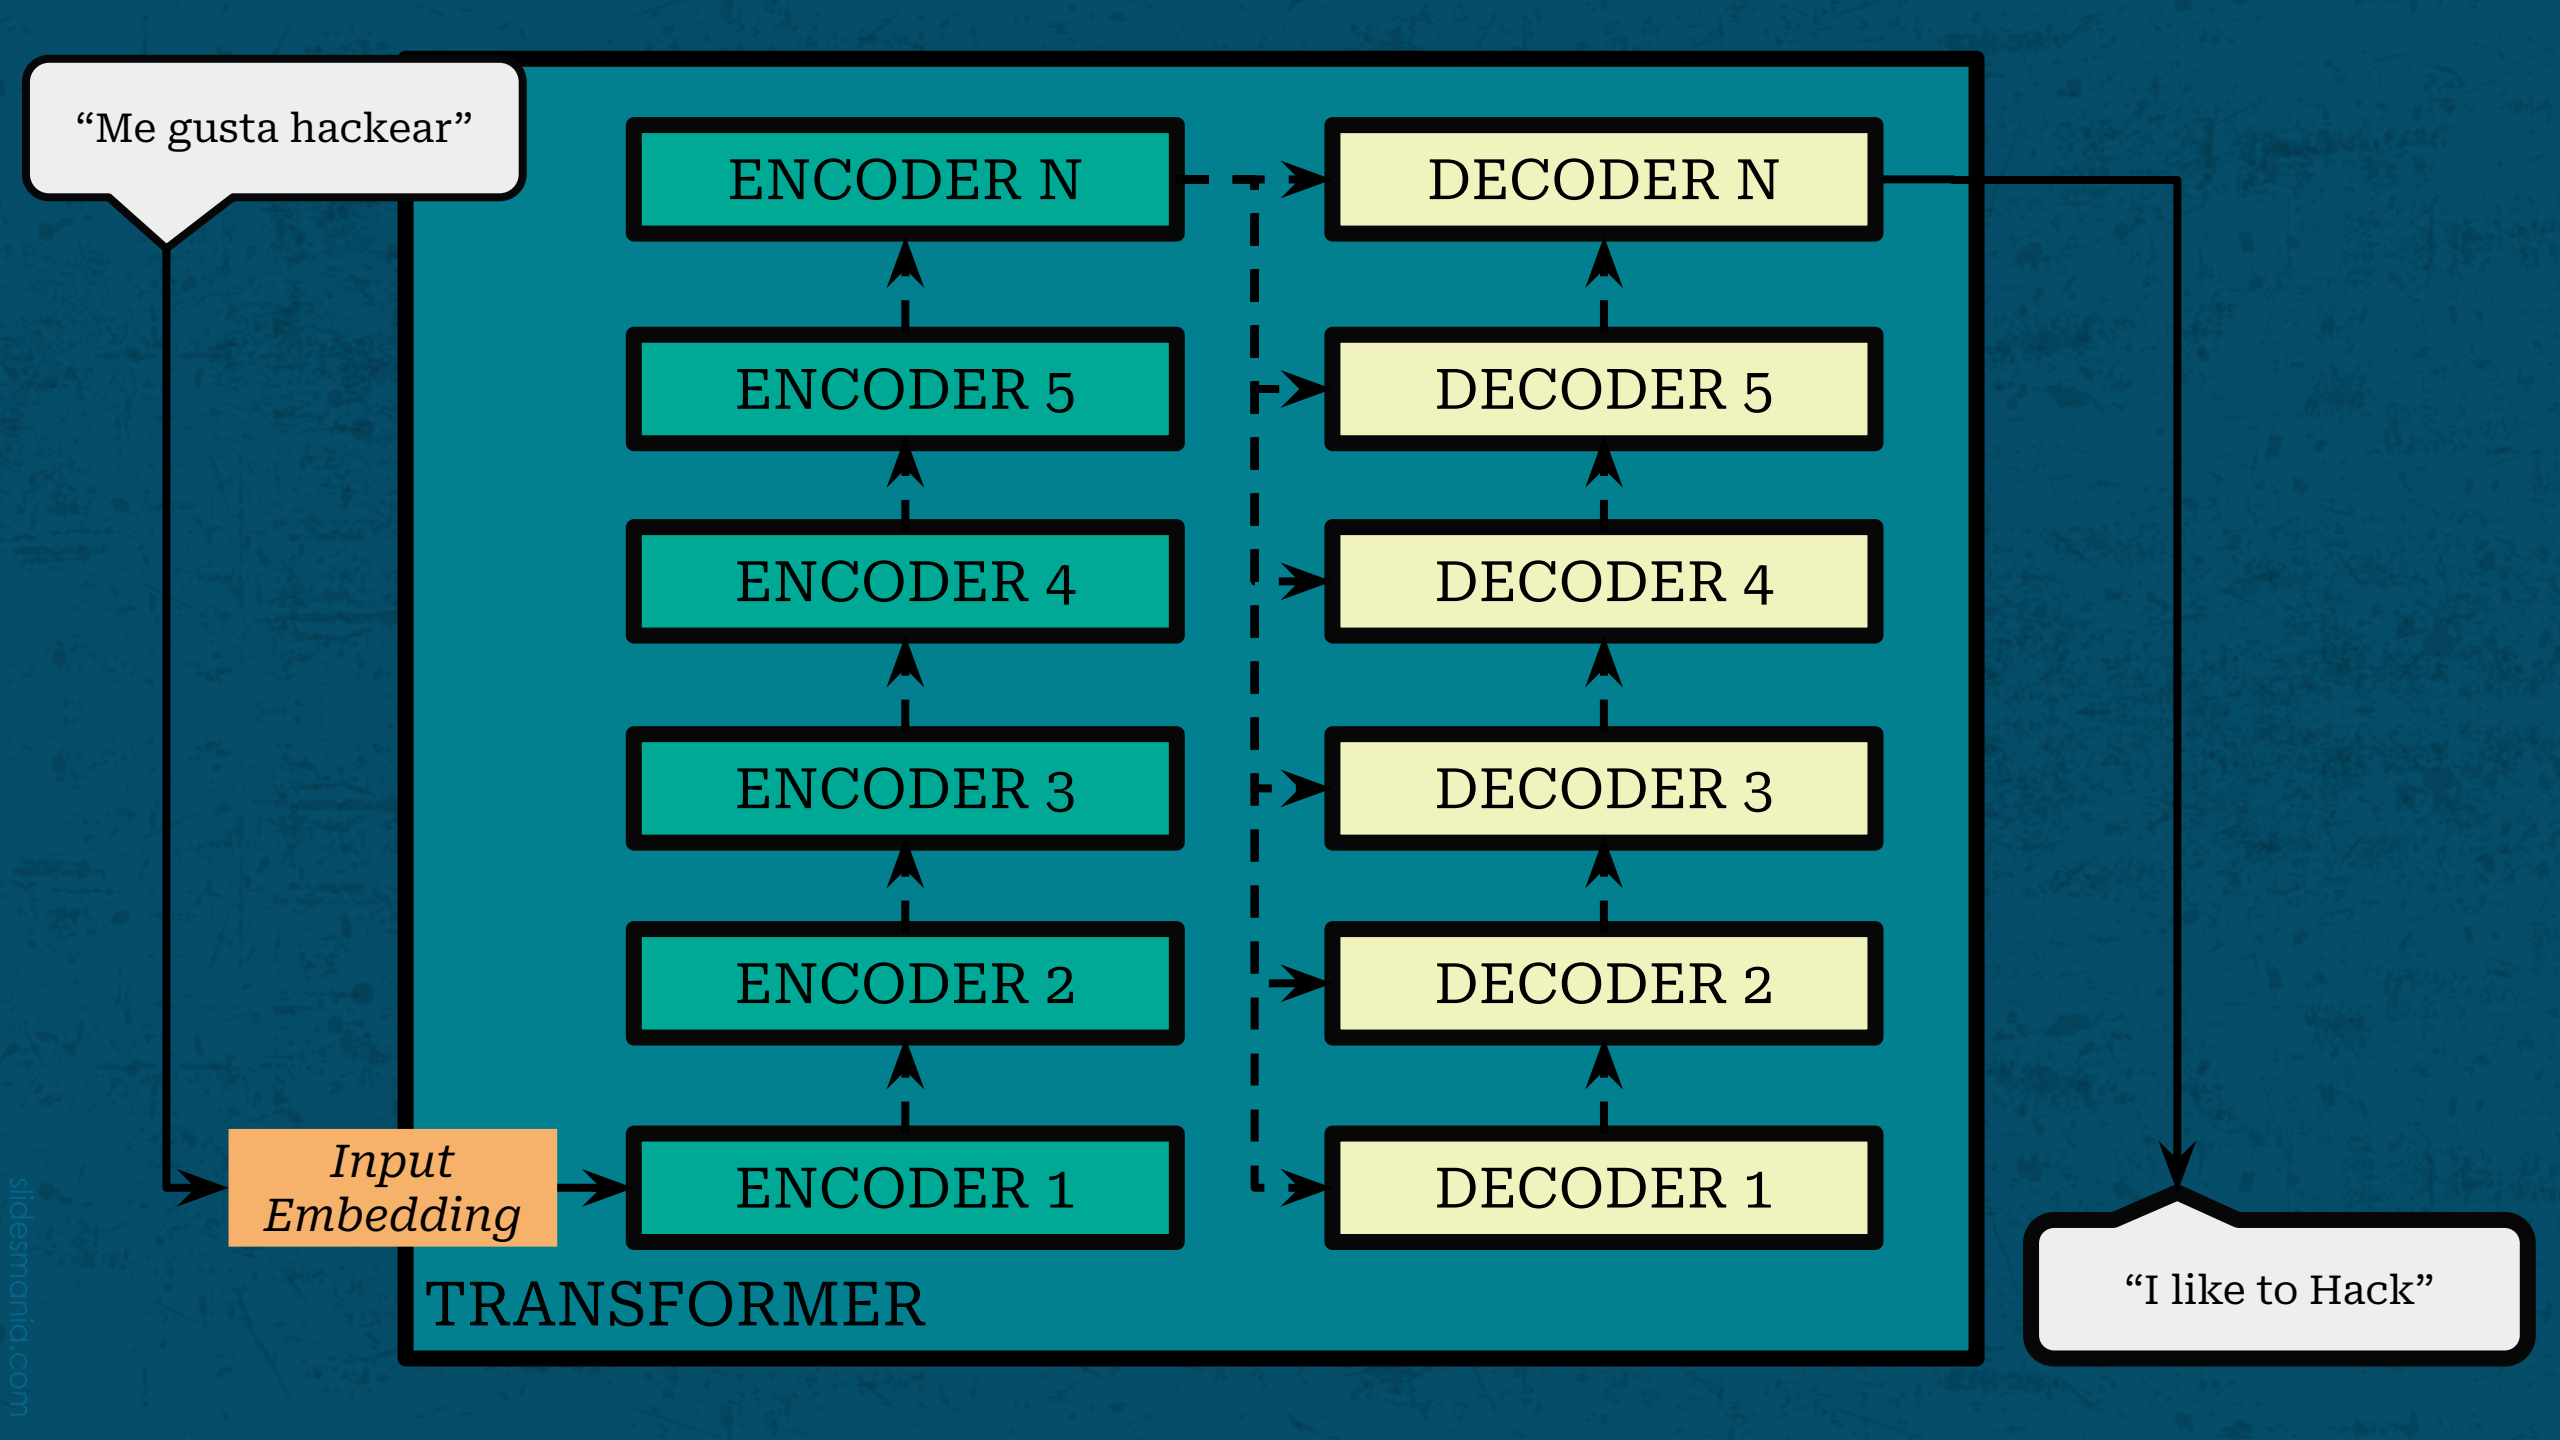 “Me gusta hackear”
ENCODER N
DECODER N
ENCODER 5
DECODER 5
ENCODER 4
DECODER 4
ENCODER 3
DECODER 3
ENCODER 2
DECODER 2
Input
Embedding
ENCODER 1
DECODER 1
TRANSFORMER
“I like to Hack”
slidesmania.com